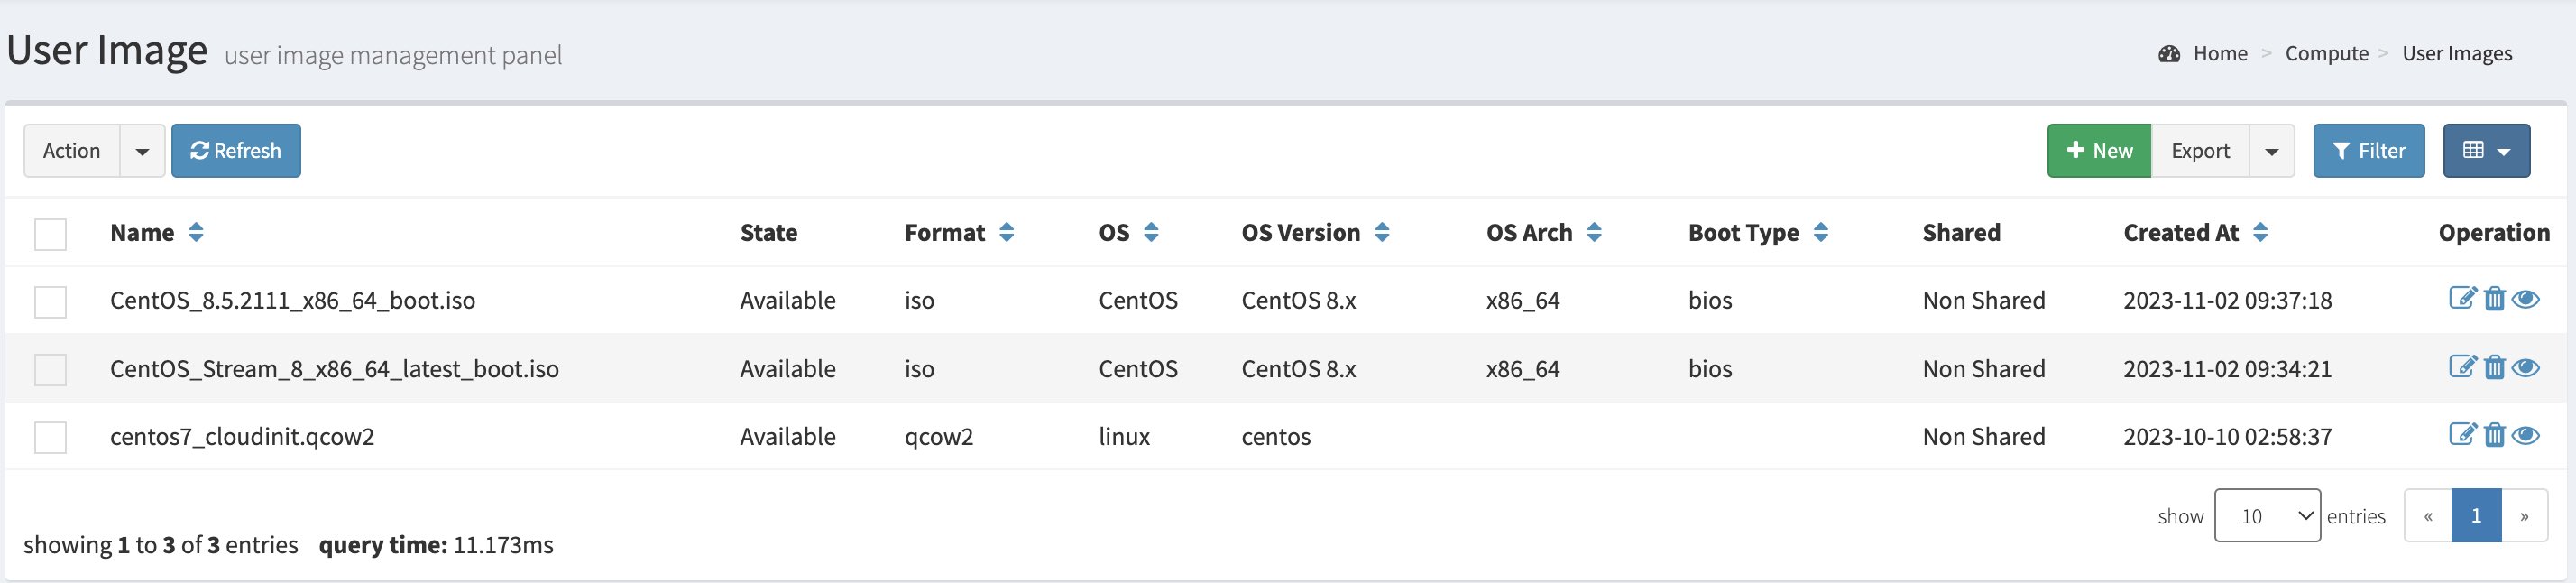 User Image user image management panel Home > Compute > User Images
Action Refresh New Export Filter
Name State Format OS OS Version OS Arch Boot Type Shared Created At Operation
CentOS_8.5.2111_x86_64_boot.iso Available iso CentOS CentOS 8.x x86_64 bios Non Shared 2023-11-02 09:37:18
CentOS_Stream_8_x86_64_latest_boot.iso Available iso CentOS CentOS 8.x x86_64 bios Non Shared 2023-11-02 09:34:21
centos7_cloudinit.qcow2 Available qcow2 linux centos Non Shared 2023-10-10 02:58:37
show 10 entries « 1 »
showing 1 to 3 of 3 entries query time: 11.173ms